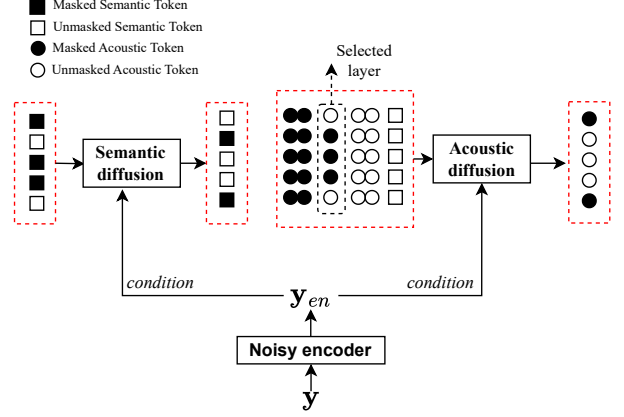 Masked Semantic Token
Unmasked Semantic Token
Masked Acoustic Token
Unmasked Acoustic Token
Selected
layer
Semantic
diffusion
Acoustic
diffusion
condition
condition
y_en
Noisy encoder
y